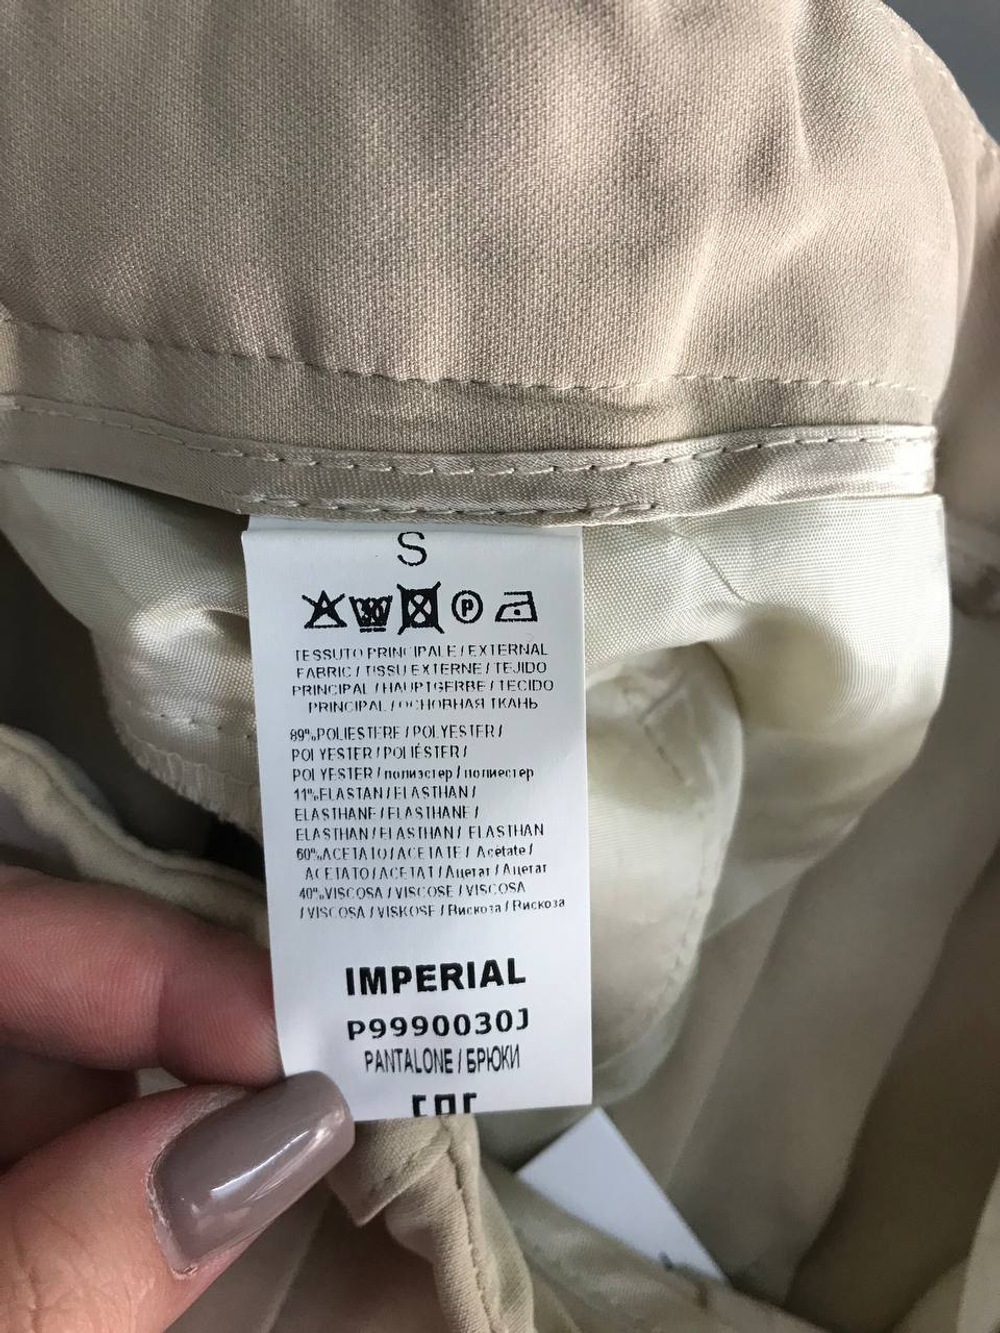 S
30
P
TESSUTO PRINCIPALE / EXTERNAL
FABRIC / TISSU EXTERNE / TEJIDO
PRINCIPAL / HAUPTGERBE / TECIDO
PRINCIPAL / ОСНОВНАЯ ТКАНЬ
89% POLIESTERE / POLYESTER /
POLYESTER / POLIÉSTER /
POLYESTER / полиэстер / полиестер
11% ELASTAN / ELASTHAN /
ELASTHANE / ELASTHANE /
ELASTHAN / ELASTHAN / ELASTHAN
60% ACETATO / ACETATE / Acétate /
ACETATO / ACETAT / Ацетат / Ацетат
40% VISCOSA / VISCOSE / VISCOSA
/ VISCOSA / VISKOSE / Вискоза / Вискоза
IMPERIAL
P9990030J
PANTALONE / БРЮКИ